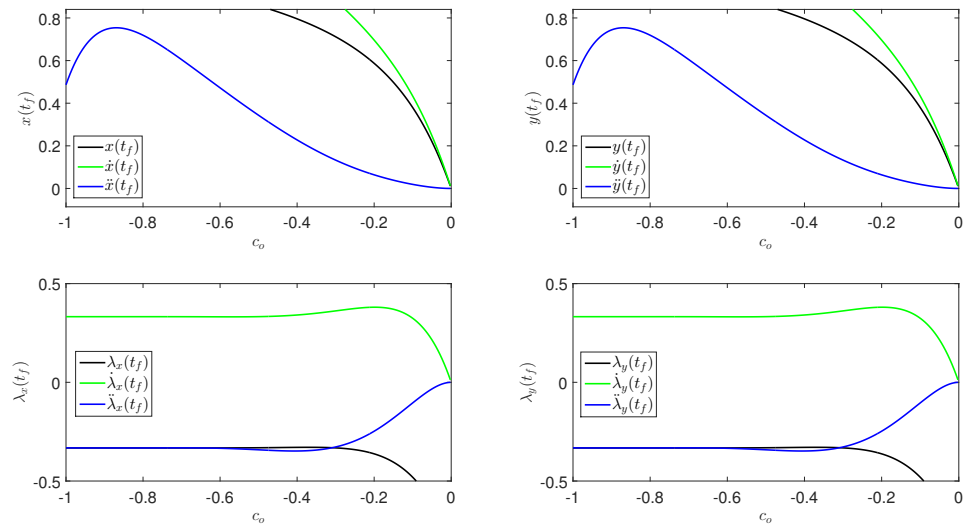 0.8
0.6
0.4
0.2
0
x(t_f)
x(t_f)
ẋ(t_f)
ẍ(t_f)
-1 -0.8 -0.6 -0.4 -0.2 0
c_o
0.8
0.6
0.4
0.2
0
y(t_f)
y(t_f)
ẏ(t_f)
ÿ(t_f)
-1 -0.8 -0.6 -0.4 -0.2 0
c_o
0.5
0
-0.5
λ_x(t_f)
λ_x(t_f)
λ̇_x(t_f)
λ̈_x(t_f)
-1 -0.8 -0.6 -0.4 -0.2 0
c_o
0.5
0
-0.5
λ_y(t_f)
λ_y(t_f)
λ̇_y(t_f)
λ̈_y(t_f)
-1 -0.8 -0.6 -0.4 -0.2 0
c_o